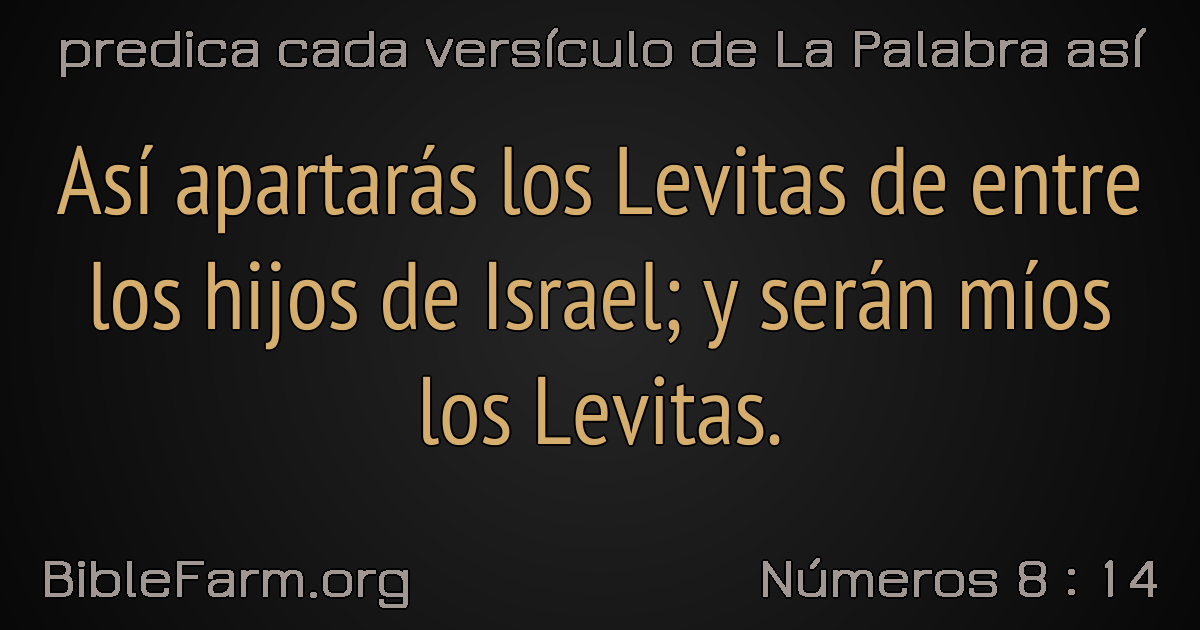 predica cada versículo de La Palabra así
Así apartarás los Levitas de entre
los hijos de Israel; y serán míos
los Levitas.
BibleFarm.org
Números 8 : 14